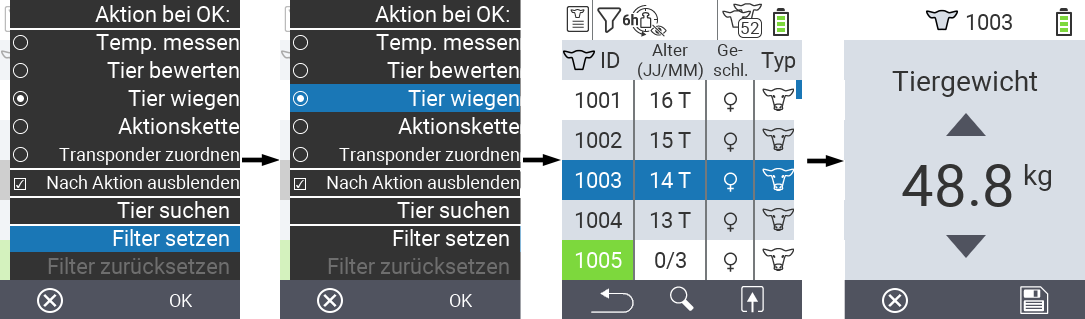 Aktion bei OK:
Temp. messen
Tier bewerten
Tier wiegen
Aktionskette
Transponder zuordnen
Nach Aktion ausblenden
Tier suchen
Filter setzen
Filter zurücksetzen
OK
Aktion bei OK:
Temp. messen
Tier bewerten
Tier wiegen
Aktionskette
Transponder zuordnen
Nach Aktion ausblenden
Tier suchen
Filter setzen
Filter zurücksetzen
OK
6h 52
ID Alter (JJ/MM) Ge-schl. Typ
1001 16 T
1002 15 T
1003 14 T
1004 13 T
1005 0/3
1003
Tiergewicht
48.8 kg